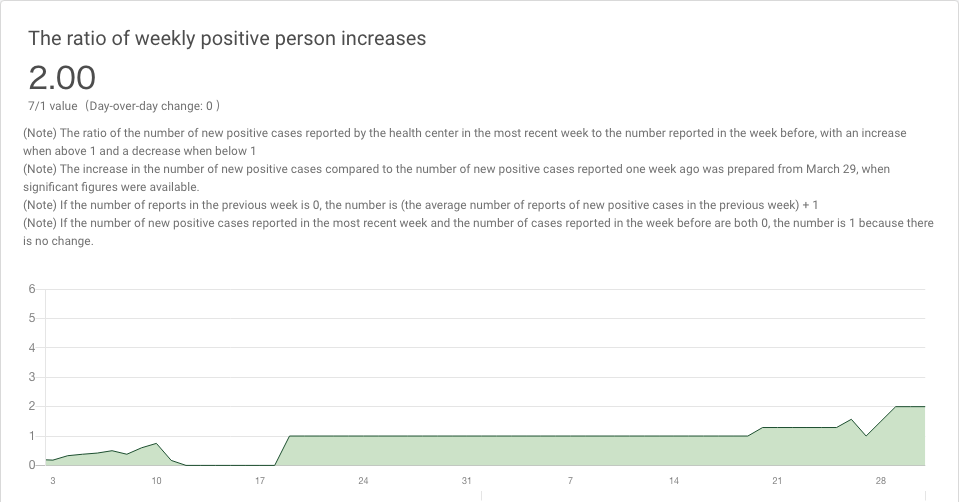 The ratio of weekly positive person increases
2.00
7/1 value （Day-over-day change: 0 ）
(Note) The ratio of the number of new positive cases reported by the health center in the most recent week to the number reported in the week before, with an increase
when above 1 and a decrease when below 1
(Note) The increase in the number of new positive cases compared to the number of new positive cases reported one week ago was prepared from March 29, when
significant figures were available.
(Note) If the number of reports in the previous week is 0, the number is (the average number of reports of new positive cases in the previous week) + 1
(Note) If the number of new positive cases reported in the most recent week and the number of cases reported in the week before are both 0, the number is 1 because there
is no change.
6
5
4
3
2
1
0
3 10 17 24 31 7 14 21 28